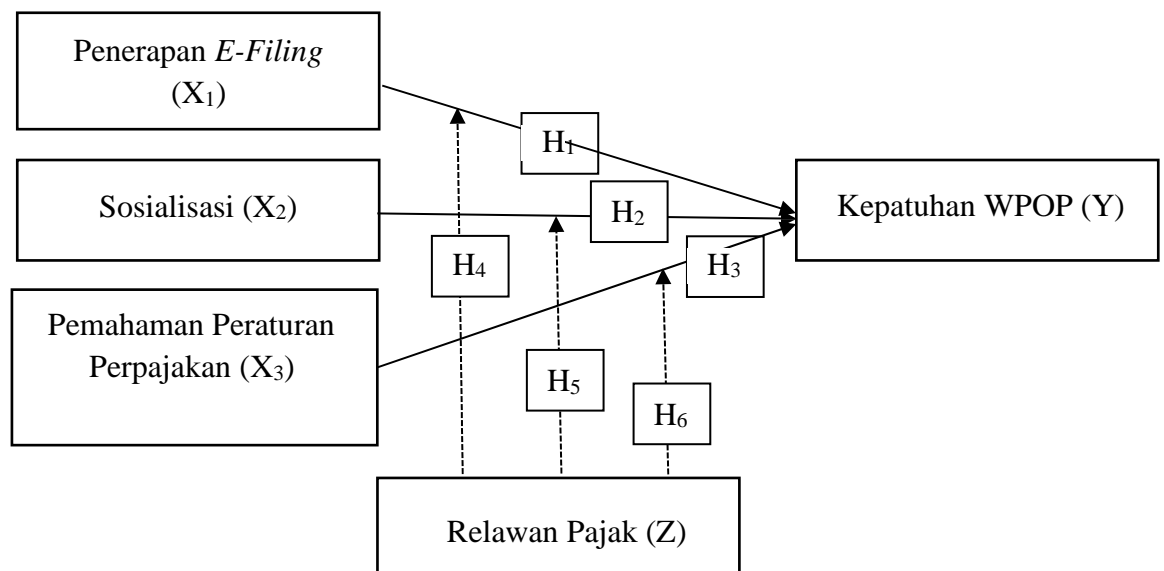 Penerapan E-Filing
(X₁)
H₁
Sosialisasi (X₂)
H₂
Kepatuhan WPOP (Y)
H₄
H₃
Pemahaman Peraturan
Perpajakan (X₃)
H₅
H₆
Relawan Pajak (Z)